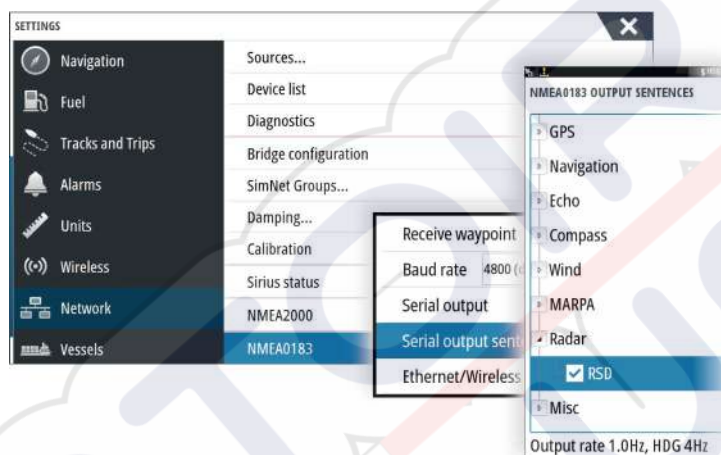 SETTINGS
Navigation
Fuel
Tracks and Trips
Alarms
Units
Wireless
Network
Vessels
Sources...
Device list
Diagnostics
Bridge configuration
SimNet Groups...
Damping...
Calibration
Sirius status
NMEA2000
NMEA0183
Receive waypoint
Baud rate 4800
Serial output
Serial output
Ethernet/Wireless
NMEA0183 OUTPUT SENTENCES
GPS
Navigation
Echo
Compass
Wind
MARPA
Radar
RSD
Misc
Output rate 1.0Hz, HDG 4Hz